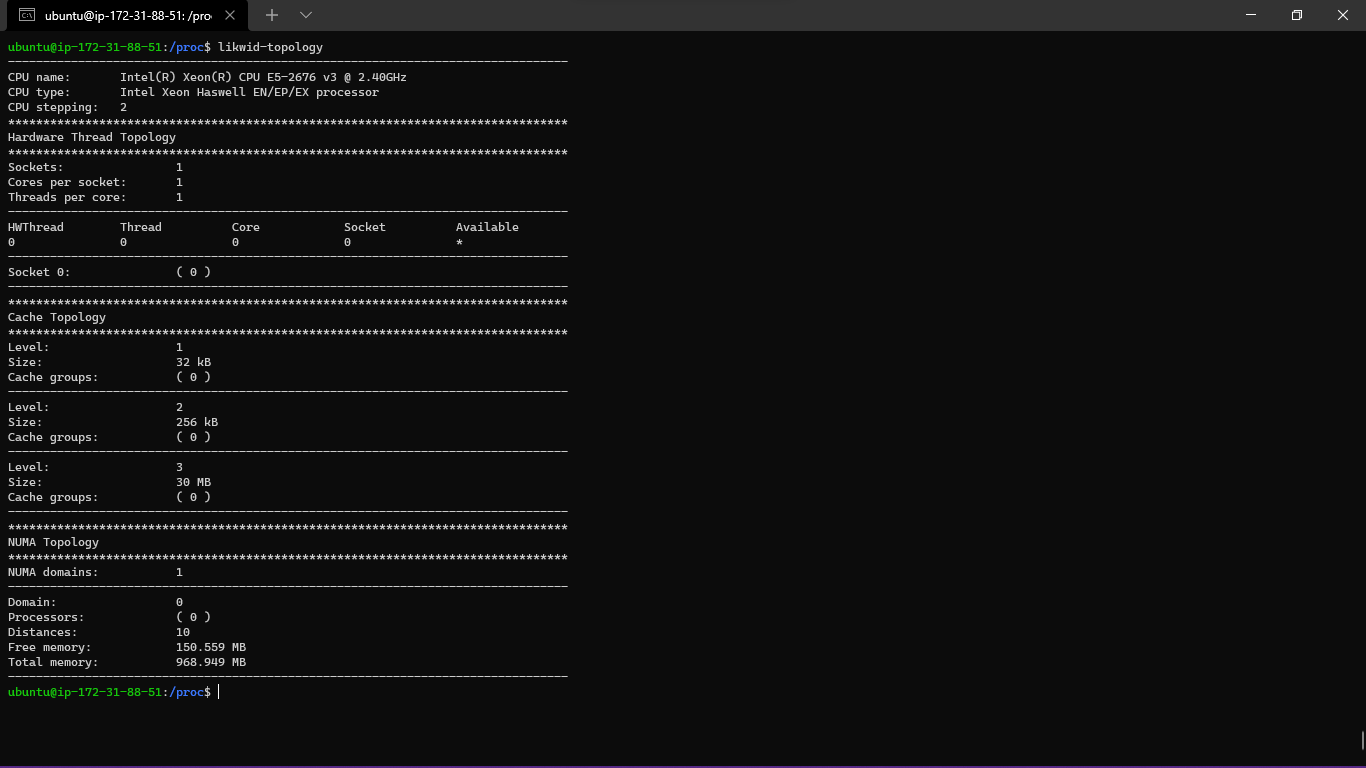 ubuntu@ip-172-31-88-51: /pro
ubuntu@ip-172-31-88-51:/proc$ likwid-topology
--------------------------------------------------------------------------------
CPU name:       Intel(R) Xeon(R) CPU E5-2676 v3 @ 2.40GHz
CPU type:       Intel Xeon Haswell EN/EP/EX processor
CPU stepping:   2
********************************************************************************
Hardware Thread Topology
********************************************************************************
Sockets:                1
Cores per socket:       1
Threads per core:       1
--------------------------------------------------------------------------------
HWThread        Thread          Core            Socket          Available
0               0               0               0               *
--------------------------------------------------------------------------------
Socket 0:               ( 0 )
--------------------------------------------------------------------------------
********************************************************************************
Cache Topology
********************************************************************************
Level:                  1
Size:                   32 kB
Cache groups:           ( 0 )
--------------------------------------------------------------------------------
Level:                  2
Size:                   256 kB
Cache groups:           ( 0 )
--------------------------------------------------------------------------------
Level:                  3
Size:                   30 MB
Cache groups:           ( 0 )
--------------------------------------------------------------------------------
********************************************************************************
NUMA Topology
********************************************************************************
NUMA domains:           1
--------------------------------------------------------------------------------
Domain:                 0
Processors:             ( 0 )
Distances:              10
Free memory:            150.559 MB
Total memory:           968.949 MB
--------------------------------------------------------------------------------
ubuntu@ip-172-31-88-51:/proc$